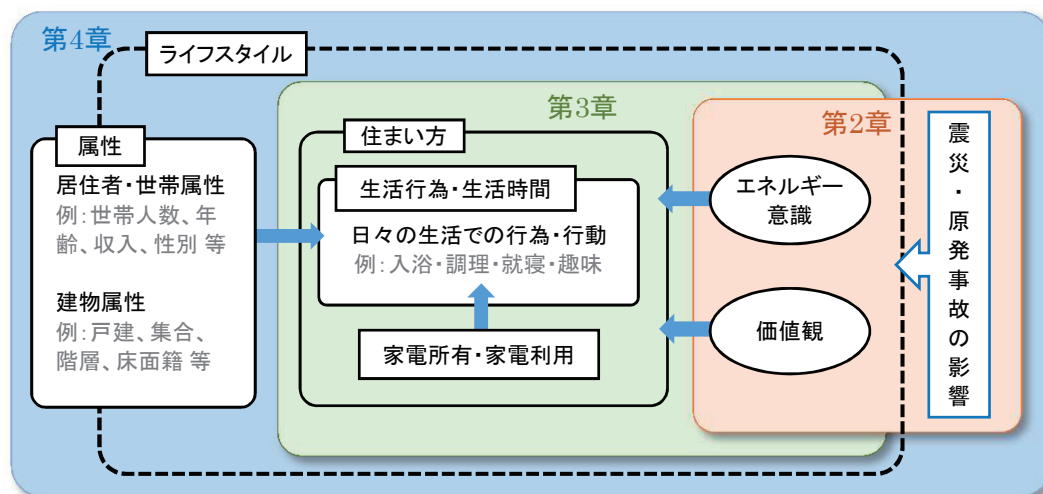 第4章
ライフスタイル
第3章
第2章
属性
居住者・世帯属性
例：世帯人数、年
齢、収入、性別 等
建物属性
例：戸建、集合、
階層、床面籍 等
住まい方
生活行為・生活時間
日々の生活での行為・行動
例：入浴・調理・就寝・趣味
家電所有・家電利用
エネルギー
意識
価値観
震災・原発事故の影響